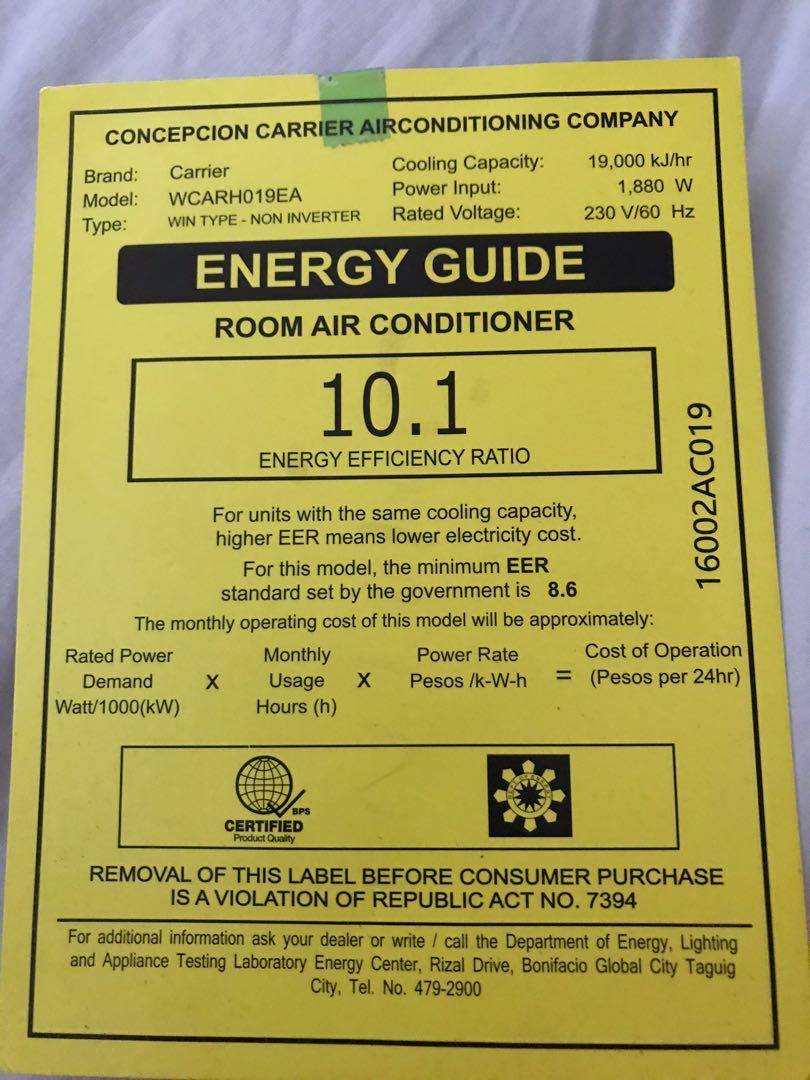 CONCEPCION CARRIER AIRCONDITIONING COMPANY
Brand: Carrier Cooling Capacity: 19,000 kJ/hr
Model: WCARH019EA Power Input: 1,880 W
Type: WIN TYPE - NON INVERTER Rated Voltage: 230 V/60 Hz
ENERGY GUIDE
ROOM AIR CONDITIONER
10.1
ENERGY EFFICIENCY RATIO
16002AC019
For units with the same cooling capacity,
higher EER means lower electricity cost.
For this model, the minimum EER
standard set by the government is 8.6
The monthly operating cost of this model will be approximately:
Rated Power Monthly Power Rate Cost of Operation
Demand X Usage X Pesos /k-W-h = (Pesos per 24hr)
Watt/1000(kW) Hours (h)
BPS
CERTIFIED
Product Quality
REMOVAL OF THIS LABEL BEFORE CONSUMER PURCHASE
IS A VIOLATION OF REPUBLIC ACT NO. 7394
For additional information ask your dealer or write / call the Department of Energy, Lighting
and Appliance Testing Laboratory Energy Center, Rizal Drive, Bonifacio Global City Taguig
City, Tel. No. 479-2900